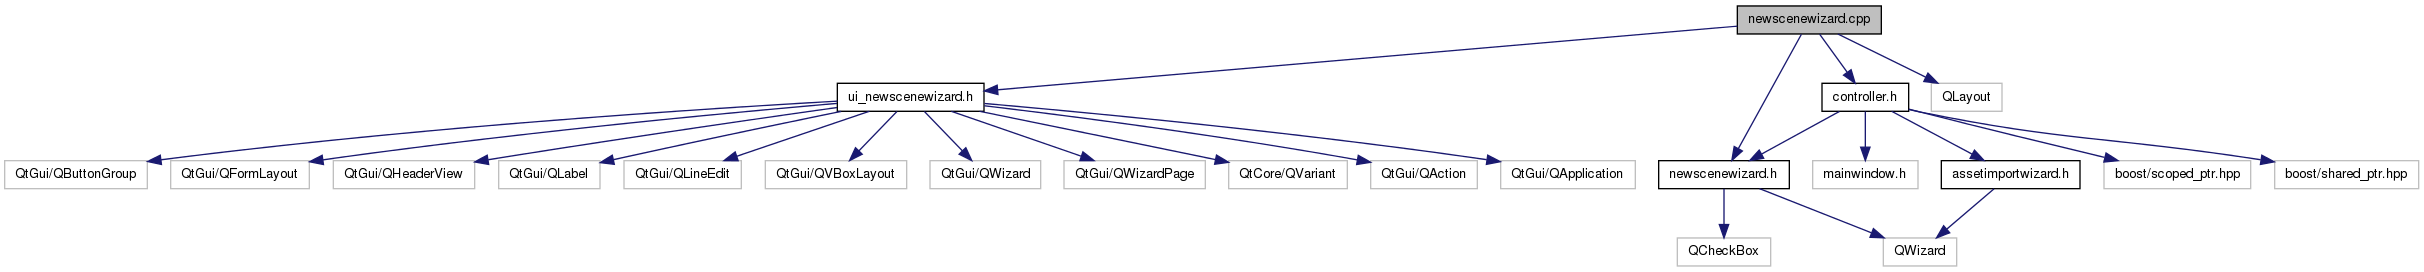 newscenewizard.cpp
ui_newscenewizard.h
controller.h
QLayout
QtGui/QButtonGroup
QtGui/QFormLayout
QtGui/QHeaderView
QtGui/QLabel
QtGui/QLineEdit
QtGui/QVBoxLayout
QtGui/QWizard
QtGui/QWizardPage
QtCore/QVariant
QtGui/QAction
QtGui/QApplication
newscenewizard.h
mainwindow.h
assetimportwizard.h
boost/scoped_ptr.hpp
boost/shared_ptr.hpp
QCheckBox
QWizard